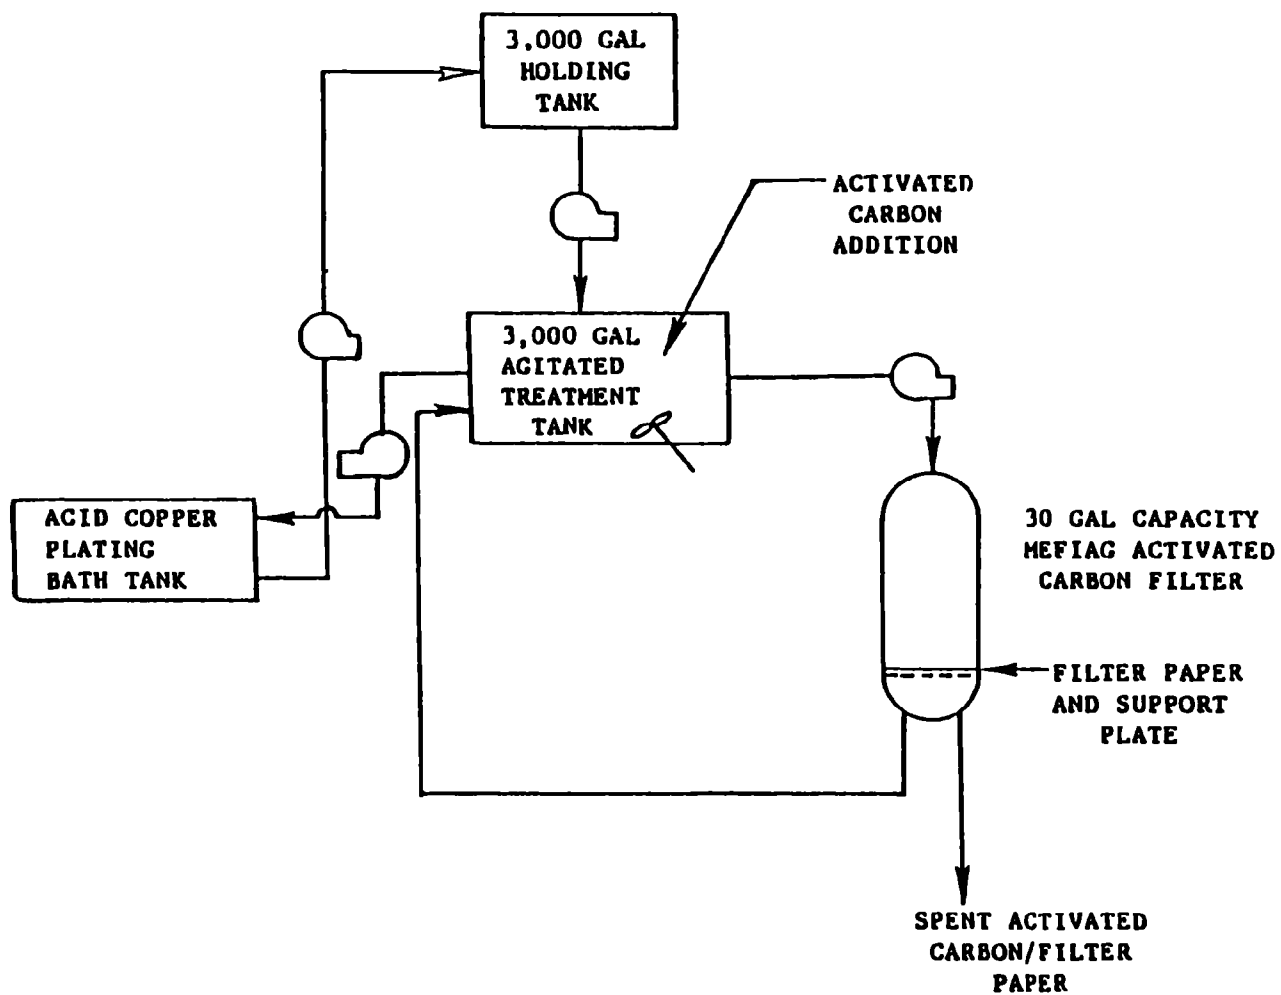 3,000 GAL
HOLDING
TANK
ACTIVATED
CARBON
ADDITION
3,000 GAL
AGITATED
TREATMENT
TANK
ACID COPPER
PLATING
BATH TANK
30 GAL CAPACITY
MEFIAG ACTIVATED
CARBON FILTER
FILTER PAPER
AND SUPPORT
PLATE
SPENT ACTIVATED
CARBON/FILTER
PAPER